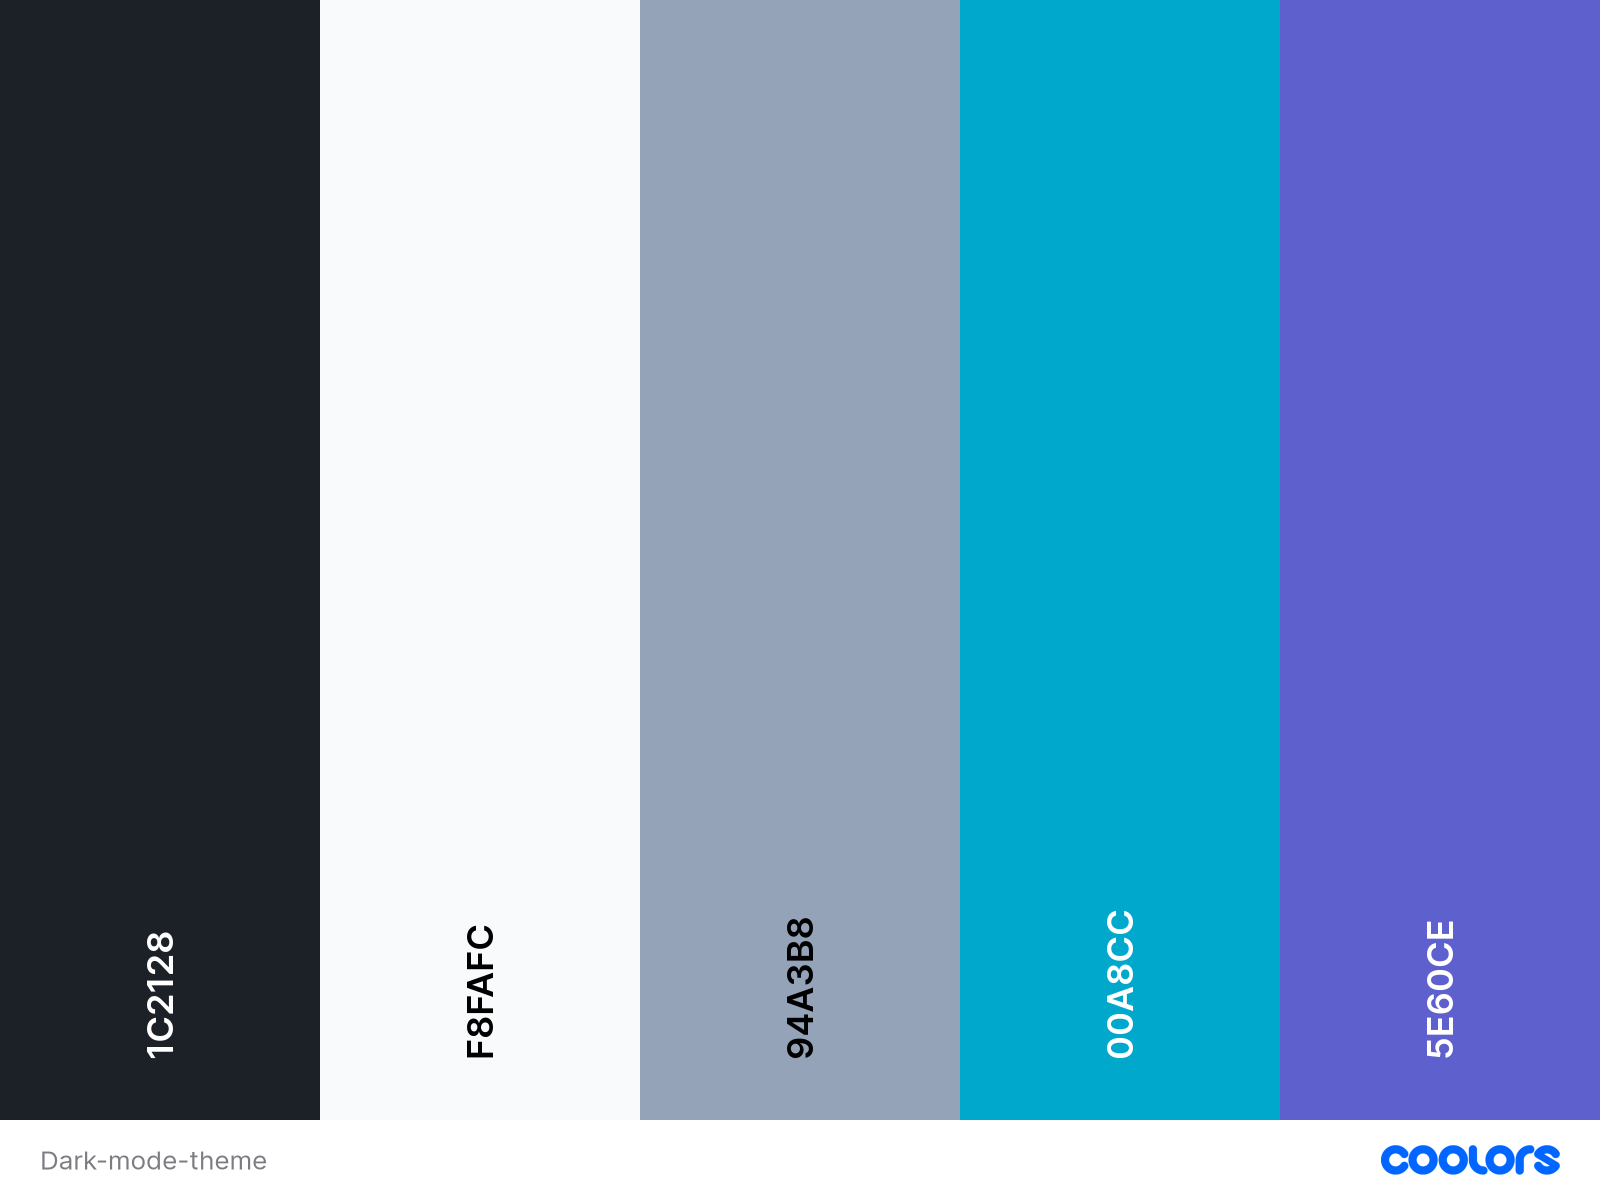 1C2128
F8FAFC
94A3B8
00A8CC
5E60CE
Dark-mode-theme
coolors